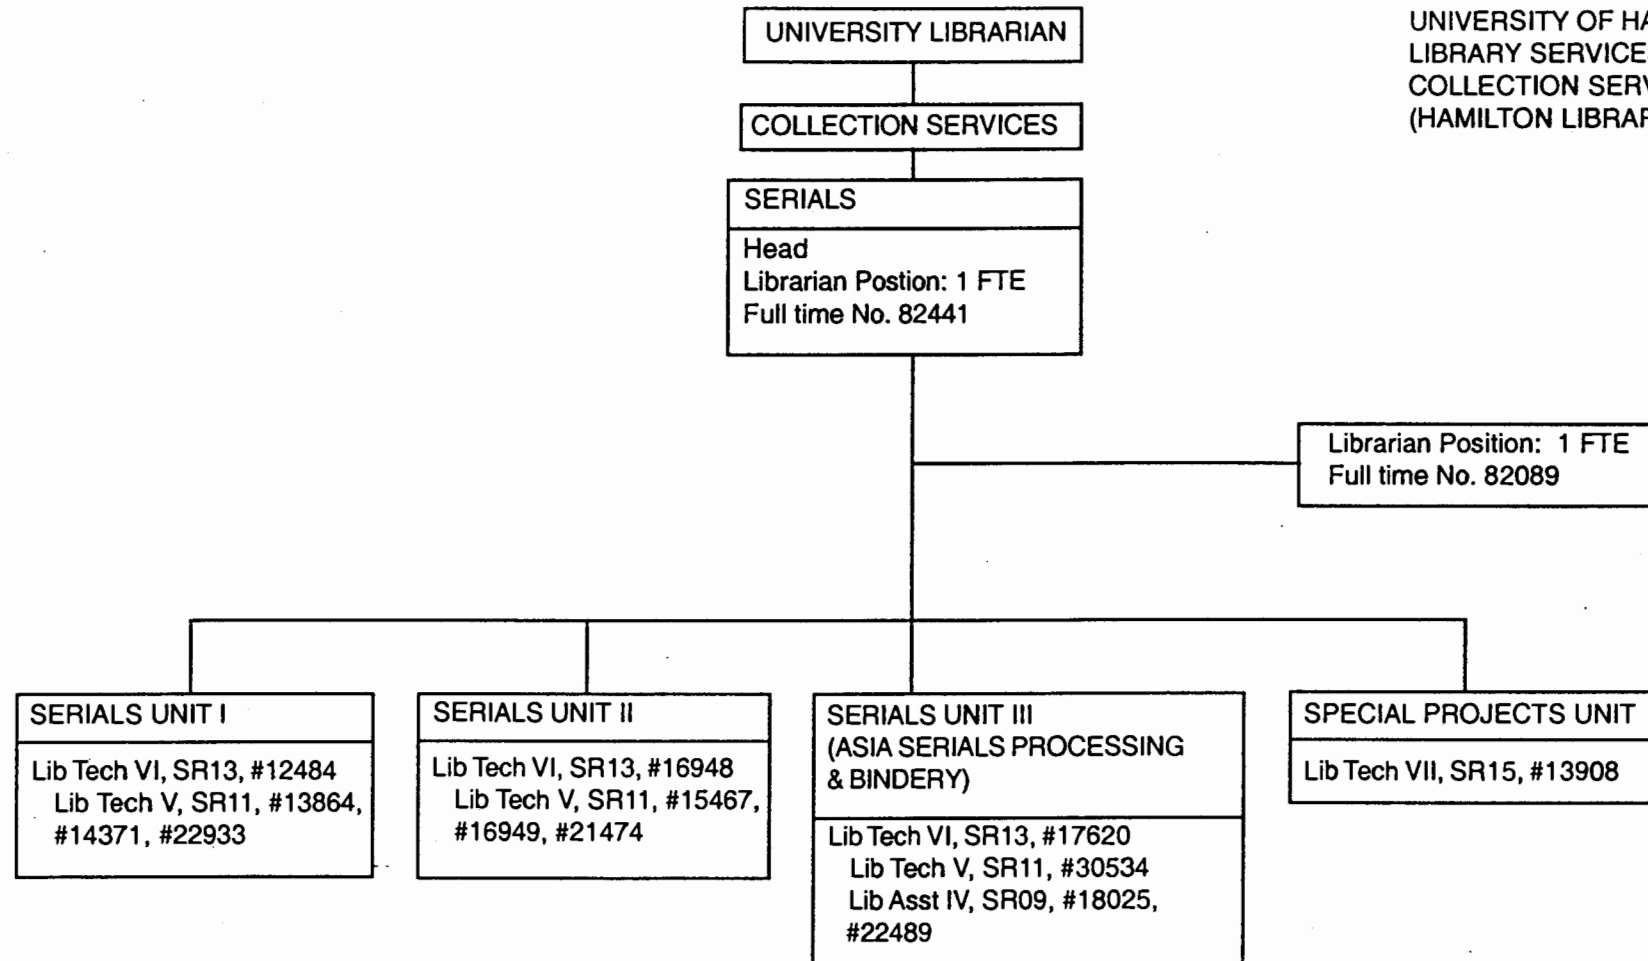 UNIVERSITY LIBRARIAN
UNIVERSITY OF
LIBRARY
COLLECTION
(HAMILTON
COLLECTION SERVICES
SERIALS
Head
Librarian Postion: 1 FTE
Full time No. 82441
Librarian Position: 1 FTE
Full time No. 82089
SERIALS UNIT I
Lib Tech VI, SR13, #12484
Lib Tech V, SR11, #13864,
#14371, #22933
SERIALS UNIT II
Lib Tech VI, SR13, #16948
Lib Tech V, SR11, #15467,
#16949, #21474
SERIALS UNIT III
(ASIA SERIALS PROCESSING
& BINDERY)
Lib Tech VI, SR13, #17620
Lib Tech V, SR11, #30534
Lib Asst IV, SR09, #18025,
#22489
SPECIAL PROJECTS UNIT
Lib Tech VII, SR15, #13908